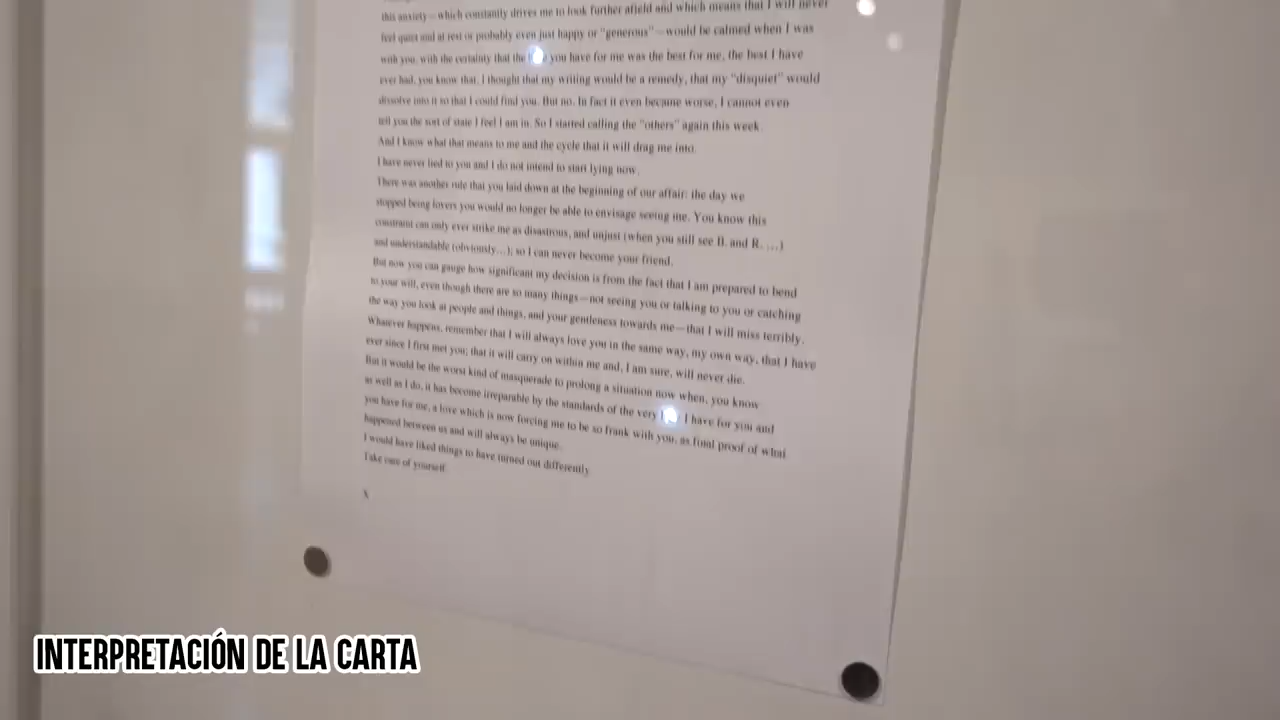 this anxiety—which constantly drives me to look further afield and which means that I will never
feel quiet and at rest or probably even just happy or "generous"—would be calmed when I was
with you, with the certainty that the you have for me was the best for me, the best I have
ever had, you know that. I thought that my writing would be a remedy, that my "disquiet" would
dissolve into it so that I could find you. But no. In fact it even became worse, I cannot even
tell you the sort of state I feel I am in. So I started calling the "others" again this week.
And I know what that means to me and the cycle that it will drag me into.
I have never lied to you and I do not intend to start lying now.
There was another rule that you laid down at the beginning of our affair: the day we
stopped being lovers you would no longer be able to envisage seeing me. You know this
constraint can only ever strike me as disastrous, and unjust (when you still see B. and R. ...)
and understandable (obviously...); so I can never become your friend.
But now you can gauge how significant my decision is from the fact that I am prepared to bend
to your will, even though there are so many things—not seeing you or talking to you or catching
the way you look at people and things, and your gentleness towards me—that I will miss terribly.
Whatever happens, remember that I will always love you in the same way, my own way, that I have
ever since I first met you; that it will carry on within me and, I am sure, will never die.
But it would be the worst kind of masquerade to prolong a situation now when, you know
as well as I do, it has become irreparable by the standards of the very I have for you and
you have for me, a love which is now forcing me to be so frank with you, as final proof of what
happened between us and will always be unique.
I would have liked things to have turned out differently
Take care of yourself.
X
INTERPRETACIÓN DE LA CARTA